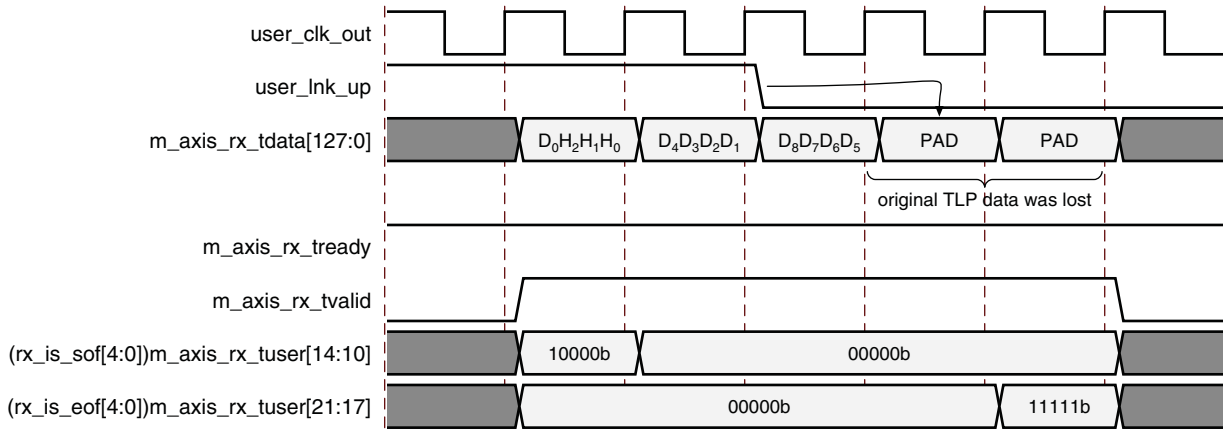 user_clk_out
user_lnk_up
m_axis_rx_tdata[127:0] D₀H₂H₁H₀ D₄D₃D₂D₁ D₈D₇D₆D₅ PAD PAD
original TLP data was lost
m_axis_rx_tready
m_axis_rx_tvalid
(rx_is_sof[4:0])m_axis_rx_tuser[14:10] 10000b 00000b
(rx_is_eof[4:0])m_axis_rx_tuser[21:17] 00000b 11111b